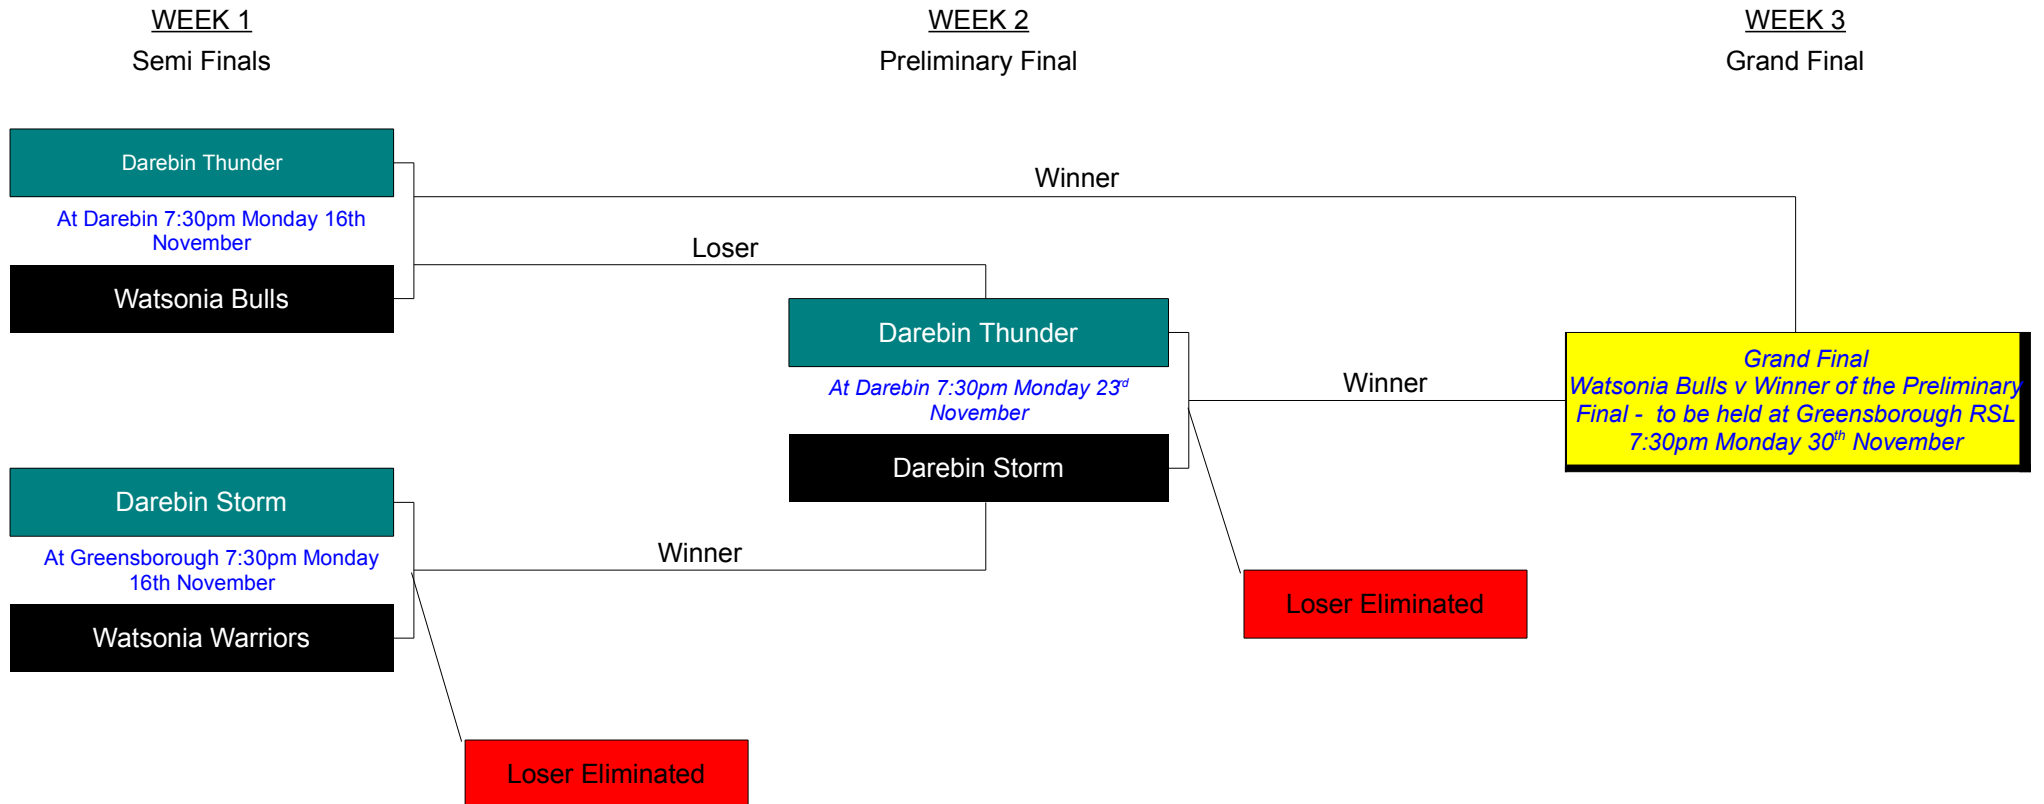 WEEK 1
Semi Finals
WEEK 2
Preliminary Final
WEEK 3
Grand Final
Darebin Thunder
At Darebin 7:30pm Monday 16th
November
Watsonia Bulls
Winner
Loser
Darebin Thunder
At Darebin 7:30pm Monday 23rd
November
Darebin Storm
Winner
Grand Final
Watsonia Bulls v Winner of the Preliminary
Final - to be held at Greensborough RSL
7:30pm Monday 30th November
Darebin Storm
At Greensborough 7:30pm Monday
16th November
Watsonia Warriors
Winner
Loser Eliminated
Loser Eliminated